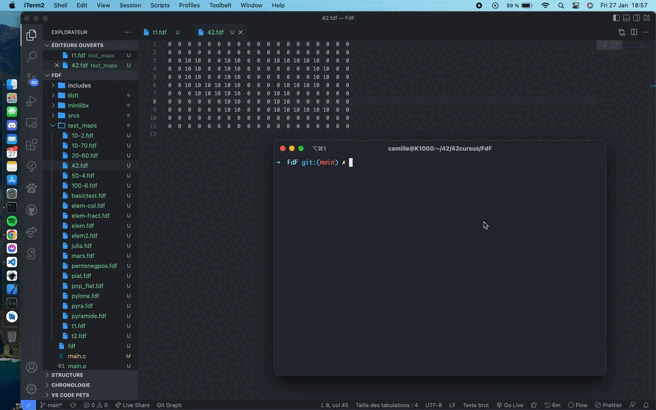 iTerm2 Shell Edit View Session Scripts Profiles Toolbelt Window Help 89 % Fri 27 Jan 18:57
42.fdf — FdF
EXPLORATEUR
t1.fdf U 42.fdf U
ÉDITEURS OUVERTS
t1.fdf test_maps U
42.fdf test_maps U
FDF
includes
libft
minilibx
srcs
test_maps
10-2.fdf U
10-70.fdf U
20-60.fdf U
42.fdf U
50-4.fdf U
100-6.fdf U
basictest.fdf U
elem-col.fdf U
elem-fract.fdf U
elem.fdf U
elem2.fdf U
julia.fdf U
mars.fdf U
pentenegpos.fdf U
plat.fdf U
pnp_flat.fdf U
pylone.fdf U
pyra.fdf U
pyramide.fdf U
t1.fdf U
t2.fdf U
fdf U
main.c M
main.o U
STRUCTURE
CHRONOLOGIE
VS CODE PETS
1 0 0 0 0 0 0 0 0 0 0 0 0 0 0 0 0 0 0 0
2 0 0 0 0 0 0 0 0 0 0 0 0 0 0 0 0 0 0 0
3 0 0 10 10 0 0 10 10 0 0 0 10 10 10 10 10 0 0 0
4 0 0 10 10 0 0 10 10 0 0 0 0 0 0 0 10 10 0 0
5 0 0 10 10 0 0 10 10 0 0 0 0 0 0 0 10 10 0 0
6 0 0 10 10 10 10 10 10 0 0 0 0 10 10 10 10 0 0 0
7 0 0 0 10 10 10 10 10 0 0 0 10 10 0 0 0 0 0 0
8 0 0 0 0 0 0 10 10 0 0 0 10 10 0 0 0 0 0 0
9 0 0 0 0 0 0 10 10 0 0 0 10 10 10 10 10 10 0 0
10 0 0 0 0 0 0 0 0 0 0 0 0 0 0 0 0 0 0 0
11 0 0 0 0 0 0 0 0 0 0 0 0 0 0 0 0 0 0 0
12
⌥⌘1 camille@K1000:~/42/42cursus/FdF
➜ FdF git:(main) ✗
main* 0 0 Live Share Git Graph L 8, col 45 Taille des tabulations : 4 UTF-8 LF Texte brut Go Live 6m Flow Prettier